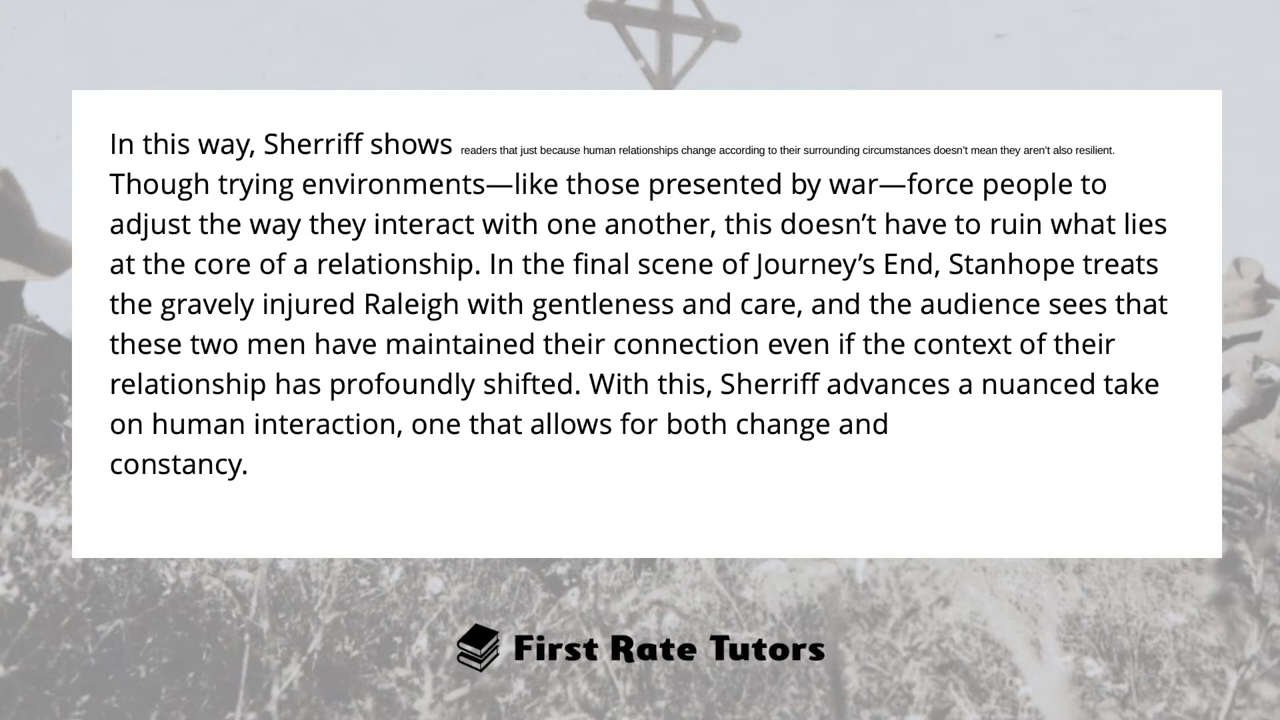 In this way, Sherriff shows readers that just because human relationships change according to their surrounding circumstances doesn't mean they aren't also resilient.
Though trying environments—like those presented by war—force people to
adjust the way they interact with one another, this doesn’t have to ruin what lies
at the core of a relationship. In the final scene of Journey’s End, Stanhope treats
the gravely injured Raleigh with gentleness and care, and the audience sees that
these two men have maintained their connection even if the context of their
relationship has profoundly shifted. With this, Sherriff advances a nuanced take
on human interaction, one that allows for both change and
constancy.
First Rate Tutors